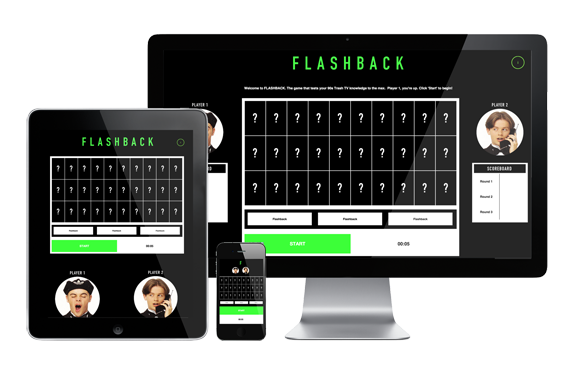 FLASHBACK
Welcome to FLASHBACK, The game that tests your 90s Trash TV knowledge to the max. Player 1, you're up. Click 'Start' to begin!
PLAYER 1
PLAYER 2
? ? ? ? ? ? ? ? ? ?
? ? ? ? ? ? ? ? ? ?
? ? ? ? ? ? ? ? ? ?
SCOREBOARD
Round 1
Round 2
Round 3
Flashback Flashback Flashback
START 00:05
FLASHBACK
? ? ? ? ? ? ? ? ?
? ? ? ? ? ? ? ? ?
? ? ? ? ? ? ? ? ?
START 00:05
PLAYER 1 PLAYER 2